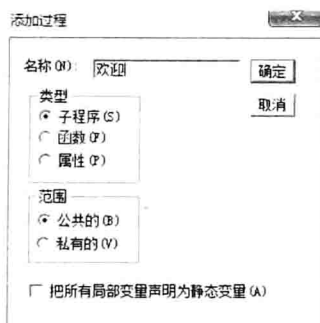 添加过程
名称(N): 欢迎
确定
类型
子程序(S)
取消
函数(F)
属性(P)
范围
公共的(B)
私有的(V)
把所有局部变量声明为静态变量(A)